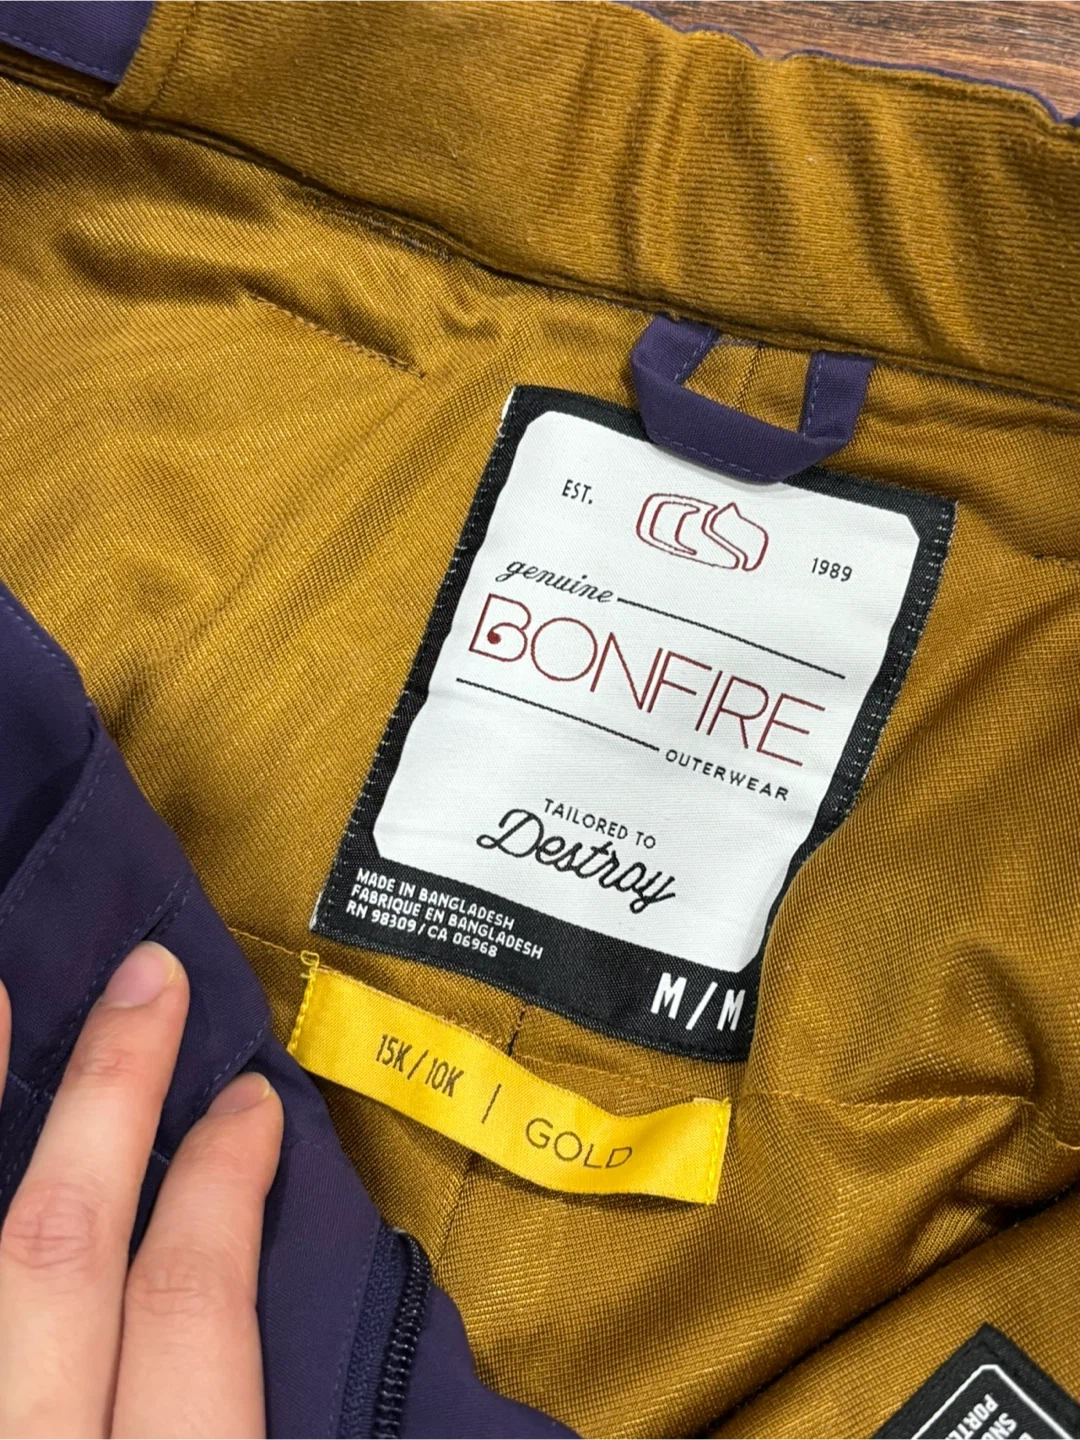 EST.
1989
genuine
BONFIRE
OUTERWEAR
TAILORED TO
Destroy
MADE IN BANGLADESH
FABRIQUE EN BANGLADESH
RN 98309 / CA 06968
M / M
15K / 10K | GOLD